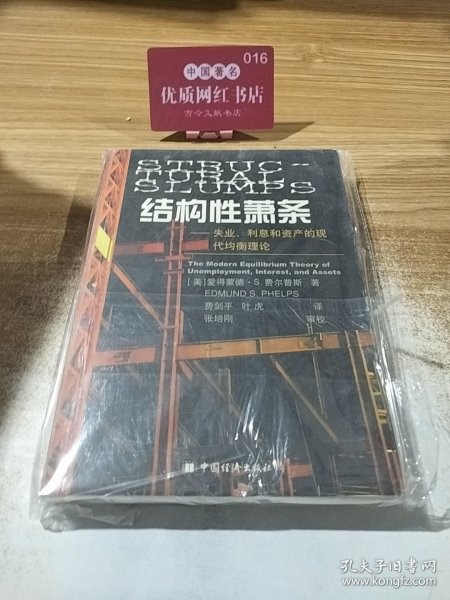 016
中国著名
优质网红书店
古今文献书店
STRUC-
TURAL
SLUMPS
结构性萧条
——失业、利息和资产的现
代均衡理论
The Modern Equilibrium Theory of
Unemployment, Interest, and Assets
[美]爱得蒙德·S.费尔普斯 著
EDMUND S. PHELPS
费剑平 叶虎 译
张培刚 审校
中国经济出版社
孔夫子旧书网
www.kongfz.com